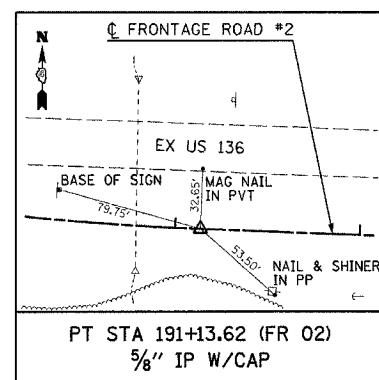 N
℄ FRONTAGE ROAD #2
EX US 136
BASE OF SIGN
MAG NAIL
IN PVT
32.65'
79.75'
53.50'
NAIL & SHINER
IN PP
PT STA 191+13.62 (FR 02)
5/8" IP W/CAP